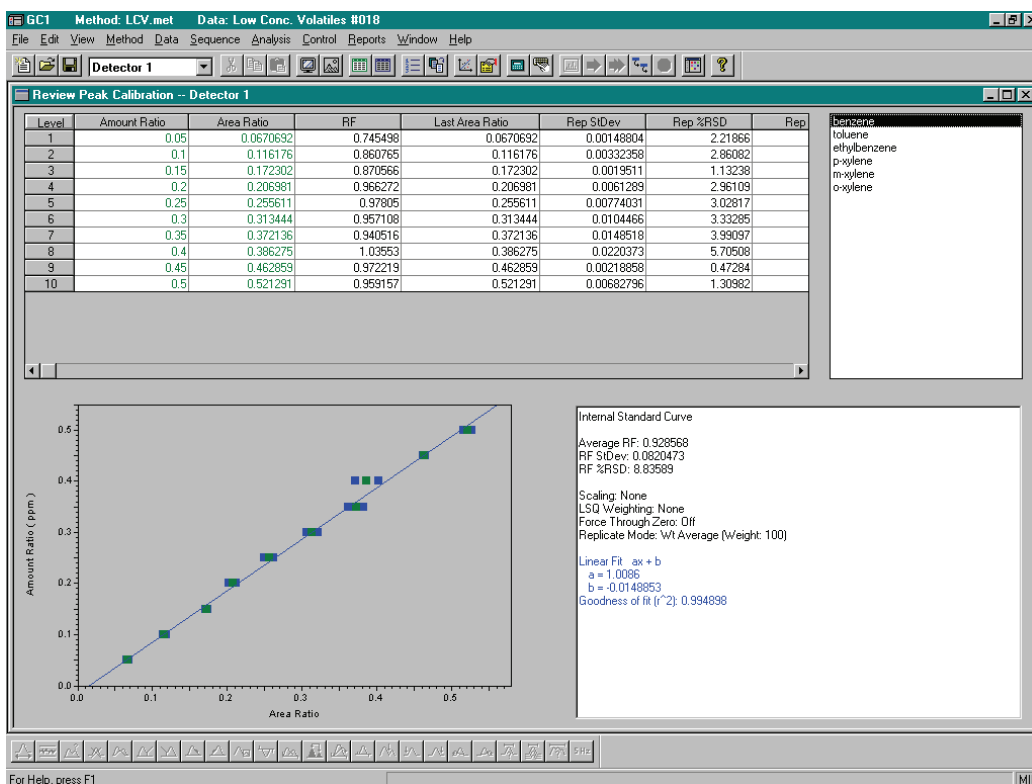 GC1 Method: LCV.met Data: Low Conc. Volatiles #018
File Edit View Method Data Sequence Analysis Control Reports Window Help
Detector 1
Review Peak Calibration -- Detector 1
Level Amount Ratio Area Ratio RF Last Area Ratio Rep StDev Rep %RSD Rep
1 0.05 0.0670692 0.745498 0.0670692 0.00148804 2.21866
2 0.1 0.116176 0.860765 0.116176 0.00332358 2.86082
3 0.15 0.172302 0.870566 0.172302 0.0019511 1.13238
4 0.2 0.206981 0.966272 0.206981 0.0061289 2.96109
5 0.25 0.255611 0.97805 0.255611 0.00774031 3.02817
6 0.3 0.313444 0.957108 0.313444 0.0104466 3.33285
7 0.35 0.372136 0.940516 0.372136 0.0148518 3.99097
8 0.4 0.386275 1.03553 0.386275 0.0220373 5.70508
9 0.45 0.462859 0.972219 0.462859 0.00218858 0.47284
10 0.5 0.521291 0.959157 0.521291 0.00682796 1.30982
benzene
toluene
ethylbenzene
p-xylene
m-xylene
o-xylene
Amount Ratio ( ppm )
0.5
0.4
0.3
0.2
0.1
0.0
0.0 0.1 0.2 0.3 0.4 0.5
Area Ratio
Internal Standard Curve
Average RF: 0.928568
RF StDev: 0.0820473
RF %RSD: 8.83589
Scaling: None
LSQ Weighting: None
Force Through Zero: Off
Replicate Mode: Wt Average (Weight: 100)
Linear Fit ax + b
a = 1.0086
b = -0.0148853
Goodness of fit (r^2): 0.994898
5Hz
For Help, press F1